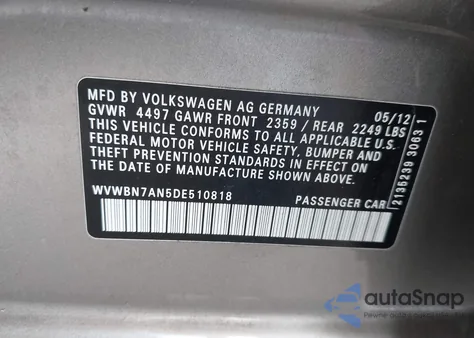 MFD BY VOLKSWAGEN AG GERMANY 05/12
GVWR 4497 GAWR FRONT 2359 / REAR 2249 LBS
THIS VEHICLE CONFORMS TO ALL APPLICABLE U.S.
FEDERAL MOTOR VEHICLE SAFETY, BUMPER AND
THEFT PREVENTION STANDARDS IN EFFECT ON
THE DATE OF MANUFACTURE SHOWN ABOVE.
WVWBN7AN5DE510818 PASSENGER CAR
2135239 3063 1
autoSnap